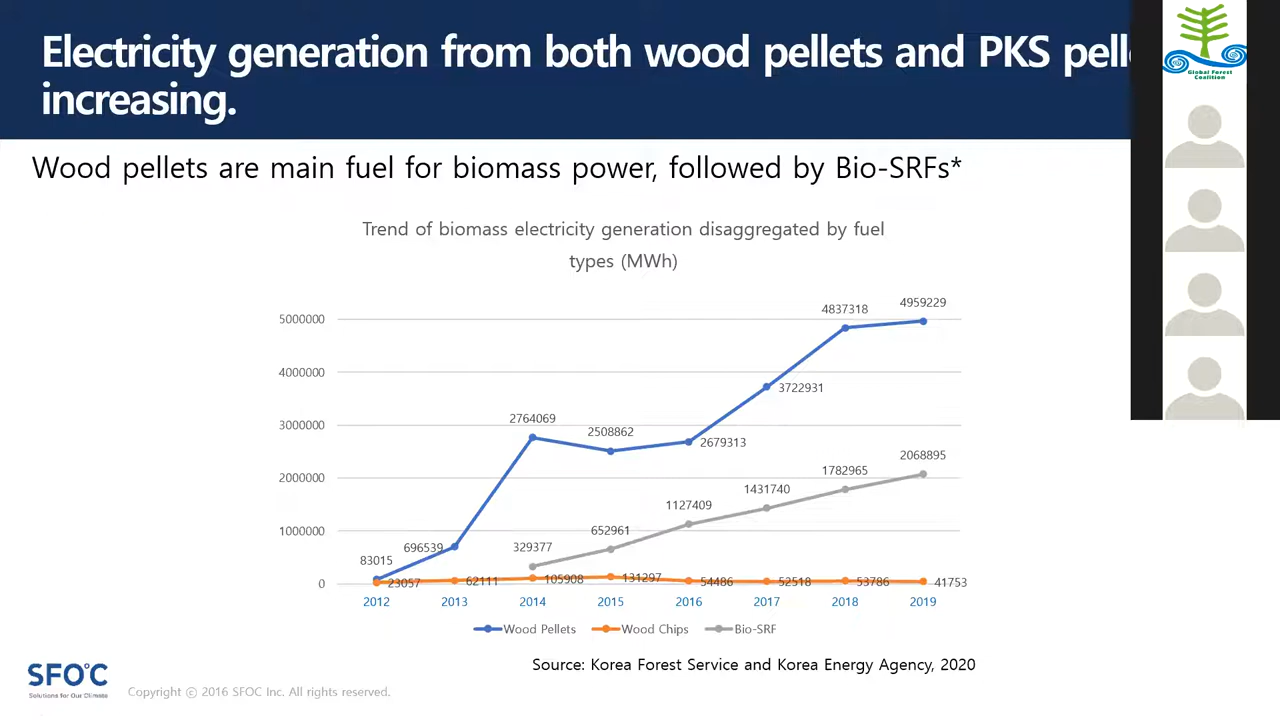 Electricity generation from both wood pellets and PKS
increasing.
Global Forest
Coalition
Wood pellets are main fuel for biomass power, followed by Bio-SRFs*
Trend of biomass electricity generation disaggregated by fuel
types (MWh)
5000000
4000000
3000000
2000000
1000000
0
83015
696539
2764069
2508862
2679313
3722931
4837318
4959229
329377
652961
1127409
1431740
1782965
2068895
23057
62111
105908
131297
54486
52518
53786
41753
2012 2013 2014 2015 2016 2017 2018 2019
Wood Pellets Wood Chips Bio-SRF
Source: Korea Forest Service and Korea Energy Agency, 2020
SFOC
Solutions for Our Climate
Copyright ⓒ 2016 SFOC Inc. All rights reserved.